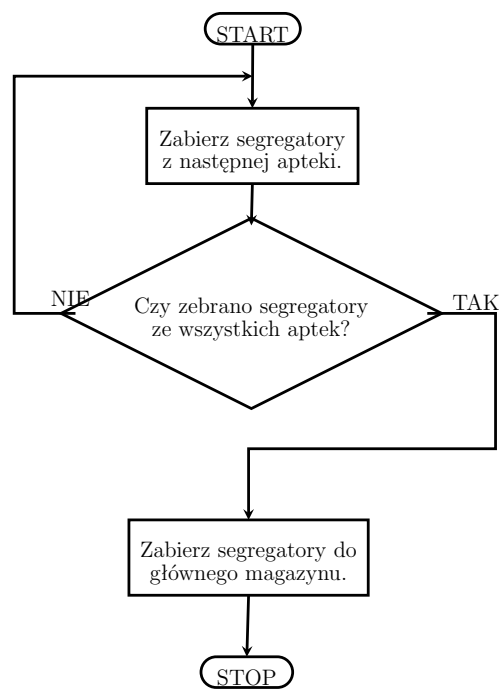 START
Zabierz segregatory
z następnej apteki.
NIE
Czy zebrano segregatory
ze wszystkich aptek?
TAK
Zabierz segregatory do
głównego magazynu.
STOP